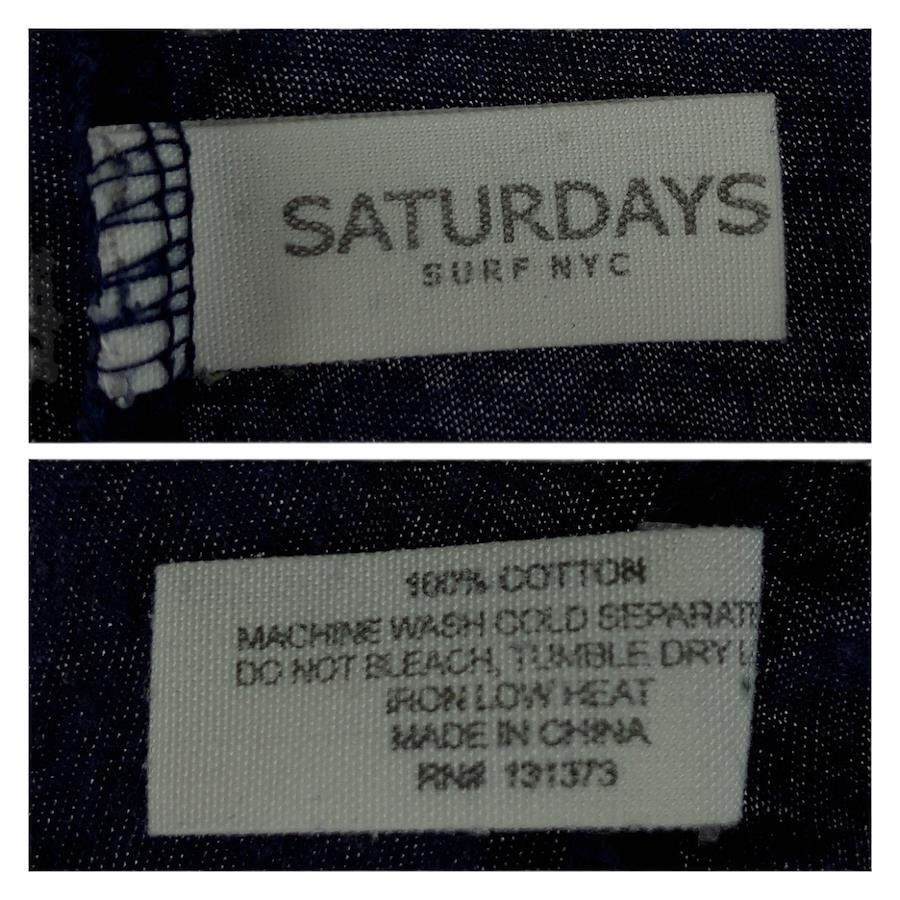 SATURDAYS
SURF NYC
100% COTTON
MACHINE WASH COLD SEPARAT
DO NOT BLEACH, TUMBLE DRY L
IRON LOW HEAT
MADE IN CHINA
RN# 131373